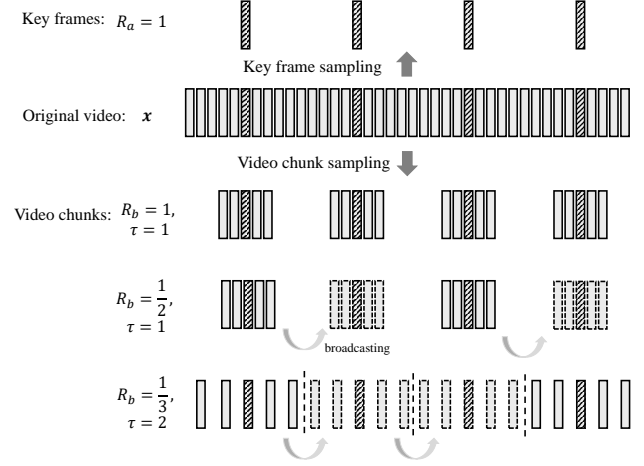 Key frames: R_a = 1
Key frame sampling
Original video: x
Video chunk sampling
Video chunks: R_b = 1,
τ = 1
R_b = 1/2,
τ = 1
broadcasting
R_b = 1/3,
τ = 2